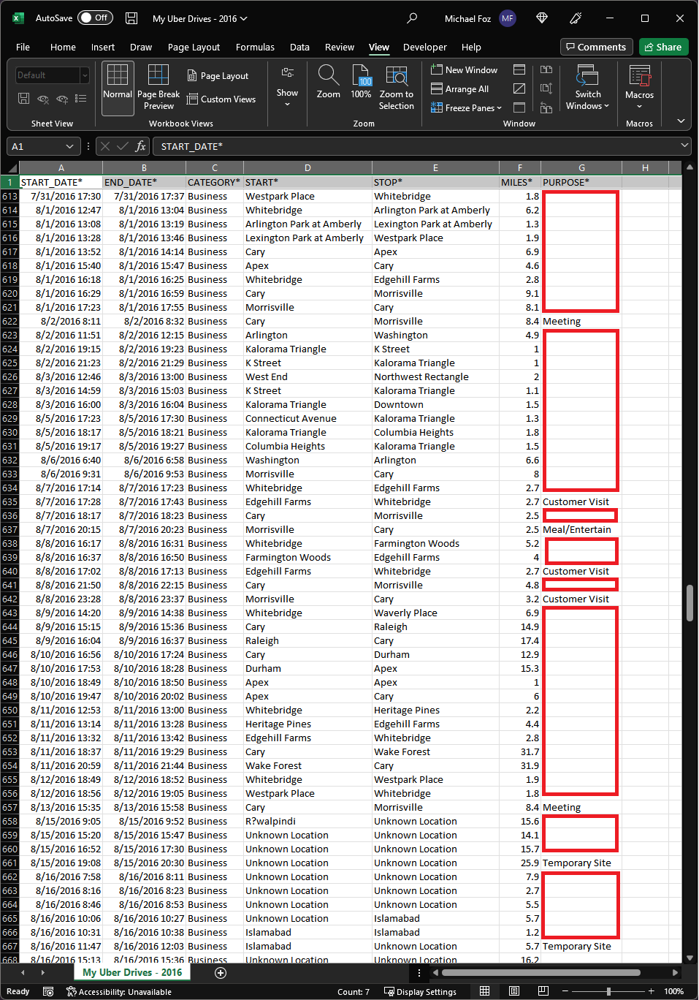 AutoSave Off My Uber Drives - 2016 Michael Foz MF
File Home Insert Draw Page Layout Formulas Data Review View Developer Help Comments Share
Default
Normal Page Break Preview Page Layout Custom Views
Show
Zoom 100 100% Zoom to Selection
New Window Arrange All Freeze Panes
Switch Windows
Macros
Sheet View Workbook Views Zoom Window Macros
A1 fx START_DATE*
A B C D E F G H
1 START_DATE* END_DATE* CATEGORY* START* STOP* MILES* PURPOSE*
613 7/31/2016 17:30 7/31/2016 17:37 Business Westpark Place Whitebridge 1.8
614 8/1/2016 12:47 8/1/2016 13:04 Business Whitebridge Arlington Park at Amberly 6.2
615 8/1/2016 13:08 8/1/2016 13:19 Business Arlington Park at Amberly Lexington Park at Amberly 1.3
616 8/1/2016 13:28 8/1/2016 13:46 Business Lexington Park at Amberly Westpark Place 1.9
617 8/1/2016 13:52 8/1/2016 14:14 Business Cary Apex 6.9
618 8/1/2016 15:40 8/1/2016 15:47 Business Apex Cary 4.6
619 8/1/2016 16:18 8/1/2016 16:25 Business Whitebridge Edgehill Farms 2.8
620 8/1/2016 16:29 8/1/2016 16:59 Business Cary Morrisville 9.1
621 8/1/2016 17:23 8/1/2016 17:55 Business Morrisville Cary 8.1
622 8/2/2016 8:11 8/2/2016 8:32 Business Cary Morrisville 8.4 Meeting
623 8/2/2016 11:51 8/2/2016 12:15 Business Arlington Washington 4.9
624 8/2/2016 19:15 8/2/2016 19:23 Business Kalorama Triangle K Street 1
625 8/2/2016 21:23 8/2/2016 21:29 Business K Street Kalorama Triangle 1
626 8/3/2016 12:46 8/3/2016 13:00 Business West End Northwest Rectangle 2
627 8/3/2016 14:59 8/3/2016 15:03 Business K Street Kalorama Triangle 1.1
628 8/3/2016 16:00 8/3/2016 16:04 Business Kalorama Triangle Downtown 1.5
629 8/5/2016 17:23 8/5/2016 17:30 Business Connecticut Avenue Kalorama Triangle 1.3
630 8/5/2016 18:17 8/5/2016 18:21 Business Kalorama Triangle Columbia Heights 1.8
631 8/5/2016 19:17 8/5/2016 19:27 Business Columbia Heights Kalorama Triangle 1.5
632 8/6/2016 6:40 8/6/2016 6:58 Business Washington Arlington 6.6
633 8/6/2016 9:31 8/6/2016 9:53 Business Morrisville Cary 8
634 8/7/2016 17:14 8/7/2016 17:23 Business Whitebridge Edgehill Farms 2.7
635 8/7/2016 17:28 8/7/2016 17:43 Business Edgehill Farms Whitebridge 2.7 Customer Visit
636 8/7/2016 18:17 8/7/2016 18:23 Business Cary Morrisville 2.5
637 8/7/2016 20:15 8/7/2016 20:23 Business Morrisville Cary 2.5 Meal/Entertain
638 8/8/2016 16:17 8/8/2016 16:31 Business Whitebridge Farmington Woods 5.2
639 8/8/2016 16:37 8/8/2016 16:50 Business Farmington Woods Edgehill Farms 4
640 8/8/2016 17:02 8/8/2016 17:13 Business Edgehill Farms Whitebridge 2.7 Customer Visit
641 8/8/2016 21:50 8/8/2016 22:15 Business Cary Morrisville 4.8
642 8/8/2016 23:28 8/8/2016 23:37 Business Morrisville Cary 3.2 Customer Visit
643 8/9/2016 14:20 8/9/2016 14:38 Business Whitebridge Waverly Place 6.9
644 8/9/2016 15:15 8/9/2016 15:36 Business Cary Raleigh 14.9
645 8/9/2016 16:04 8/9/2016 16:37 Business Raleigh Cary 17.4
646 8/10/2016 16:56 8/10/2016 17:24 Business Cary Durham 12.9
647 8/10/2016 17:53 8/10/2016 18:28 Business Durham Apex 15.3
648 8/10/2016 18:49 8/10/2016 18:50 Business Apex Apex 1
649 8/10/2016 19:47 8/10/2016 20:02 Business Apex Cary 6
650 8/11/2016 12:53 8/11/2016 13:00 Business Whitebridge Heritage Pines 2.2
651 8/11/2016 13:14 8/11/2016 13:28 Business Heritage Pines Edgehill Farms 4.4
652 8/11/2016 13:32 8/11/2016 13:42 Business Edgehill Farms Whitebridge 2.8
653 8/11/2016 18:37 8/11/2016 19:29 Business Cary Wake Forest 31.7
654 8/11/2016 20:59 8/11/2016 21:44 Business Wake Forest Cary 31.9
655 8/12/2016 18:49 8/12/2016 18:52 Business Whitebridge Westpark Place 1.9
656 8/12/2016 18:56 8/12/2016 19:05 Business Westpark Place Whitebridge 1.8
657 8/13/2016 15:35 8/13/2016 15:58 Business Cary Morrisville 8.4 Meeting
658 8/15/2016 9:05 8/15/2016 9:52 Business R?walpindi Unknown Location 15.6
659 8/15/2016 15:20 8/15/2016 15:47 Business Unknown Location Unknown Location 14.1
660 8/15/2016 16:52 8/15/2016 17:30 Business Unknown Location Unknown Location 15.7
661 8/15/2016 19:08 8/15/2016 20:30 Business Unknown Location Unknown Location 25.9 Temporary Site
662 8/16/2016 7:58 8/16/2016 8:11 Business Unknown Location Unknown Location 7.9
663 8/16/2016 8:16 8/16/2016 8:23 Business Unknown Location Unknown Location 2.7
664 8/16/2016 8:46 8/16/2016 8:53 Business Unknown Location Unknown Location 5.5
665 8/16/2016 10:06 8/16/2016 10:27 Business Unknown Location Islamabad 5.7
666 8/16/2016 10:31 8/16/2016 10:38 Business Islamabad Islamabad 1.2
667 8/16/2016 11:47 8/16/2016 12:03 Business Islamabad Unknown Location 5.7 Temporary Site
668 8/16/2016 15:13 8/16/2016 15:36 Business Unknown Location Unknown Location 16.2
My Uber Drives - 2016
Ready Accessibility: Unavailable Count: 7 Display Settings 100%